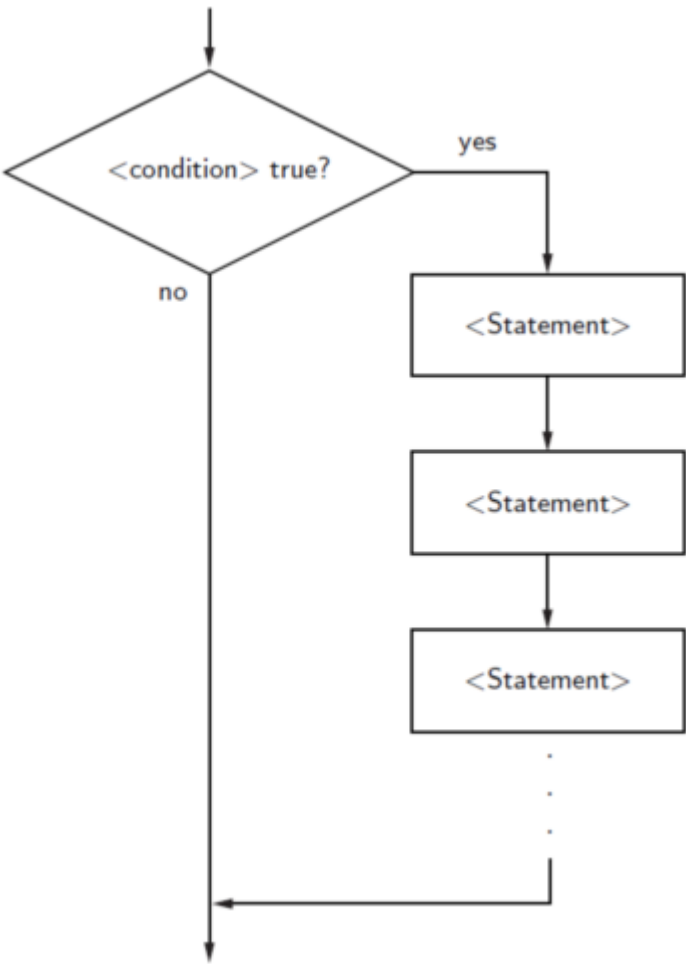 <condition> true?
yes
no
<Statement>
<Statement>
<Statement>